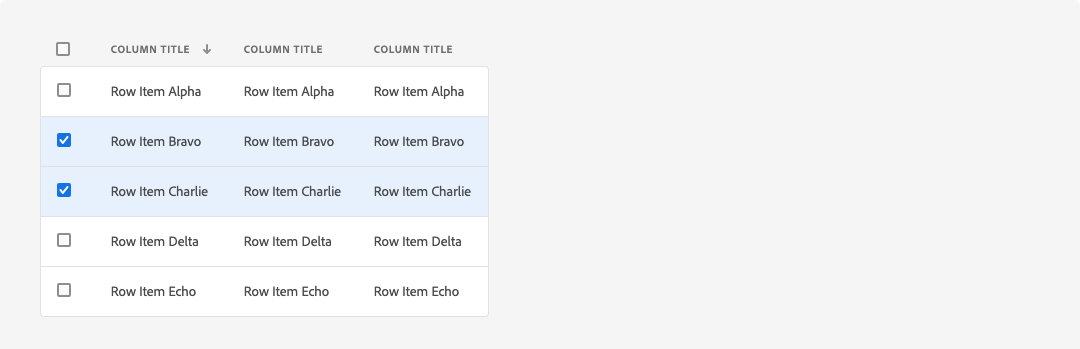 COLUMN TITLE COLUMN TITLE COLUMN TITLE
Row Item Alpha Row Item Alpha Row Item Alpha
Row Item Bravo Row Item Bravo Row Item Bravo
Row Item Charlie Row Item Charlie Row Item Charlie
Row Item Delta Row Item Delta Row Item Delta
Row Item Echo Row Item Echo Row Item Echo